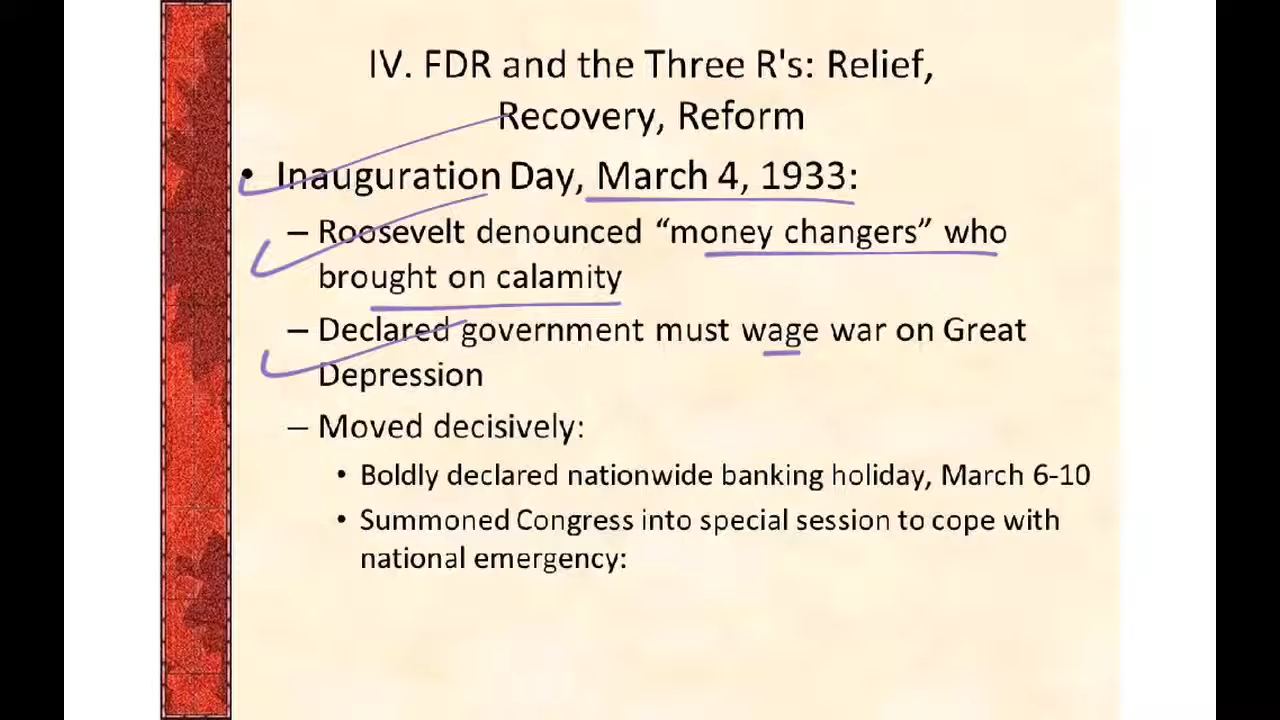 IV. FDR and the Three R's: Relief,
Recovery, Reform
• Inauguration Day, March 4, 1933:
– Roosevelt denounced “money changers” who
brought on calamity
– Declared government must wage war on Great
Depression
– Moved decisively:
• Boldly declared nationwide banking holiday, March 6-10
• Summoned Congress into special session to cope with
national emergency: